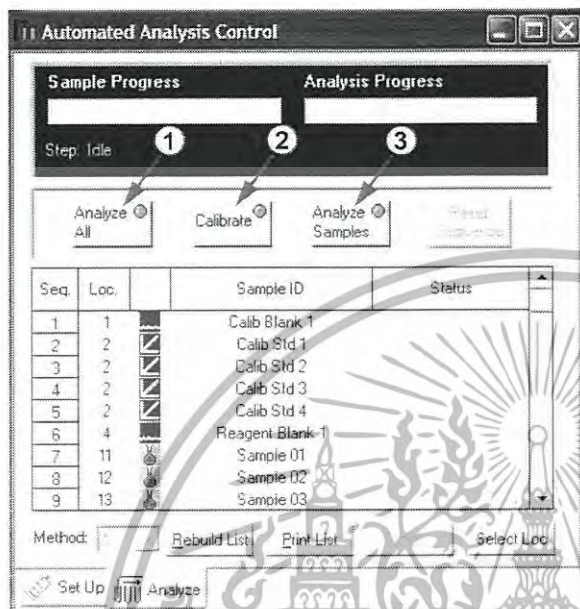 Automated Analysis Control
Sample Progress Analysis Progress
Step: Idle
1 2 3
Analyze All Calibrate Analyze Samples Reset
Seq. Loc. Sample ID Status
1 1 Calib Blank 1
2 2 Calib Std 1
3 2 Calib Std 2
4 2 Calib Std 3
5 2 Calib Std 4
6 4 Reagent Blank 1
7 11 Sample 01
8 12 Sample 02
9 13 Sample 03
Method: Rebuild List Print List Select Loc
Set Up Analyze